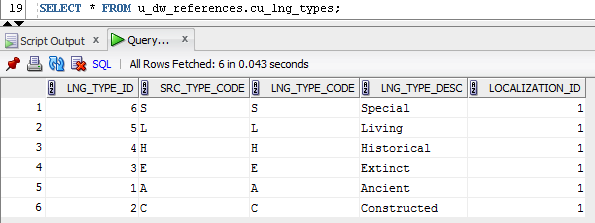 19 SELECT * FROM u_dw_references.cu_lng_types;
Script Output x Query... x
SQL | All Rows Fetched: 6 in 0.043 seconds
LNG_TYPE_ID SRC_TYPE_CODE LNG_TYPE_CODE LNG_TYPE_DESC LOCALIZATION_ID
1 6 S S Special 1
2 5 L L Living 1
3 4 H H Historical 1
4 3 E E Extinct 1
5 1 A A Ancient 1
6 2 C C Constructed 1